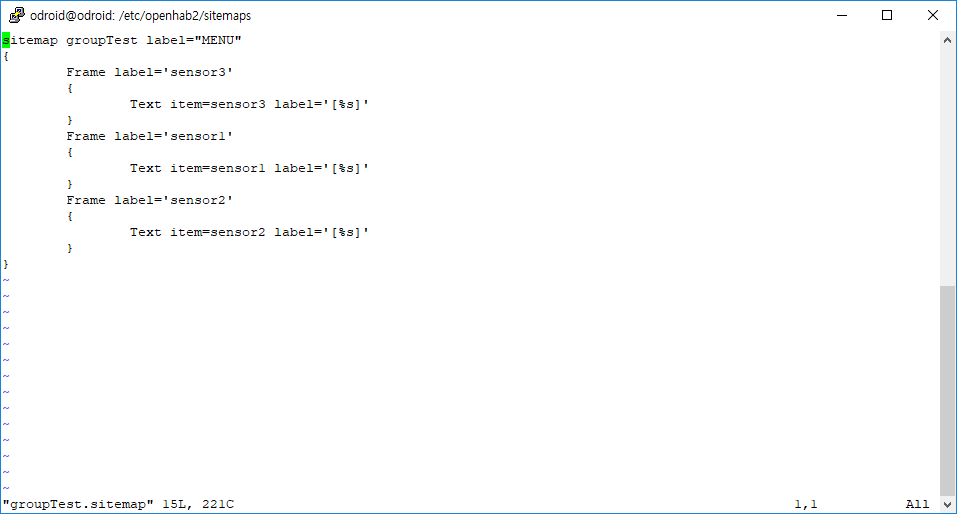 odroid@odroid: /etc/openhab2/sitemaps
sitemap groupTest label="MENU"
{
        Frame label='sensor3'
        {
                Text item=sensor3 label='[%s]'
        }
        Frame label='sensor1'
        {
                Text item=sensor1 label='[%s]'
        }
        Frame label='sensor2'
        {
                Text item=sensor2 label='[%s]'
        }
}
~
~
~
~
~
~
~
~
~
~
~
~
~
~
"groupTest.sitemap" 15L, 221C 1,1 All